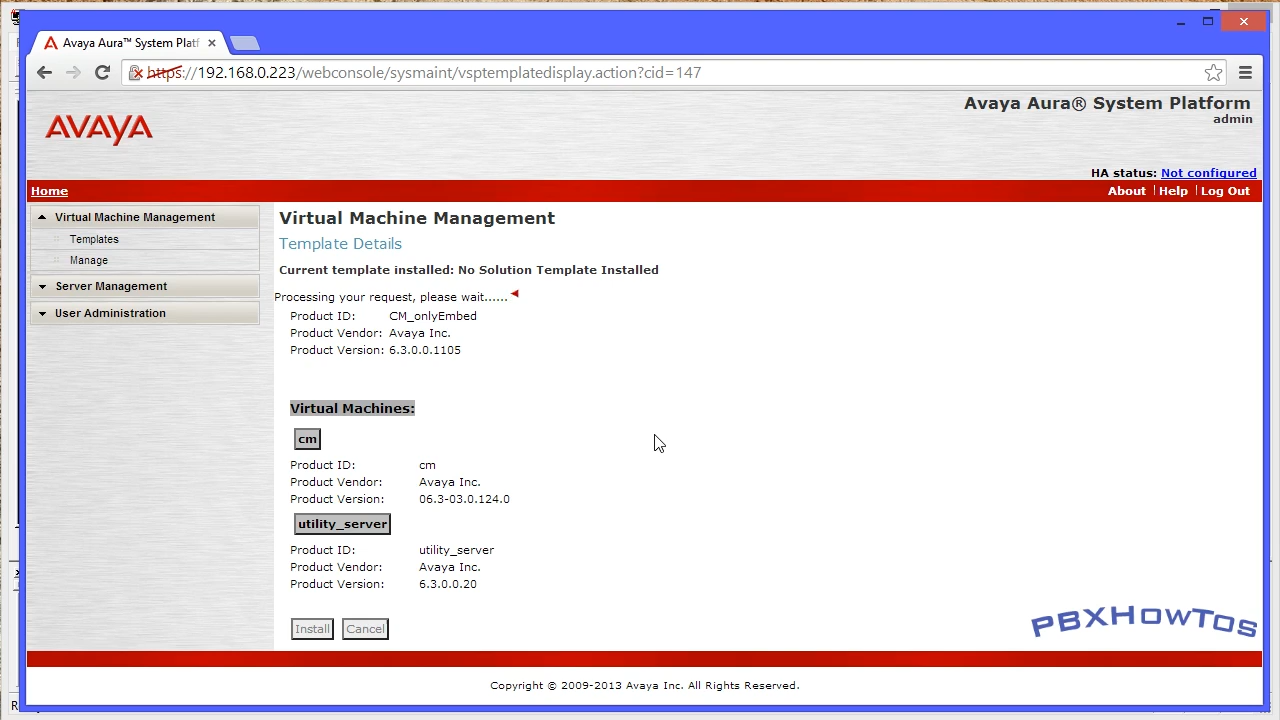 Avaya Aura™ System Platf
https://192.168.0.223/webconsole/sysmaint/vsptemplatedisplay.action?cid=147
AVAYA
Avaya Aura® System Platform
admin
HA status: Not configured
Home
About | Help | Log Out
Virtual Machine Management
Templates
Manage
Server Management
User Administration
Virtual Machine Management
Template Details
Current template installed: No Solution Template Installed
Processing your request, please wait......
Product ID: CM_onlyEmbed
Product Vendor: Avaya Inc.
Product Version: 6.3.0.0.1105
Virtual Machines:
cm
Product ID: cm
Product Vendor: Avaya Inc.
Product Version: 06.3-03.0.124.0
utility_server
Product ID: utility_server
Product Vendor: Avaya Inc.
Product Version: 6.3.0.0.20
Install Cancel
PBXHowTos
Copyright © 2009-2013 Avaya Inc. All Rights Reserved.